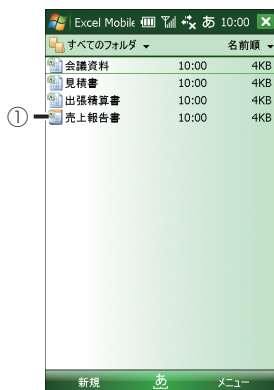 Excel Mobile あ 10:00
すべてのフォルダ 名前順
会議資料 10:00 4KB
見積書 10:00 4KB
出張精算書 10:00 4KB
① 売上報告書 10:00 4KB
新規 あ メニュー